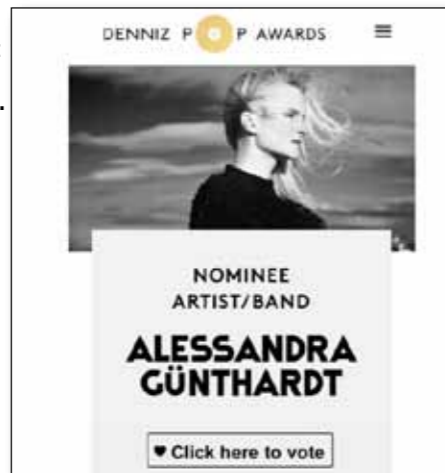 DENNIZ P P AWARDS
NOMINEE
ARTIST/BAND
ALESSANDRA
GÜNTHARDT
♥ Click here to vote